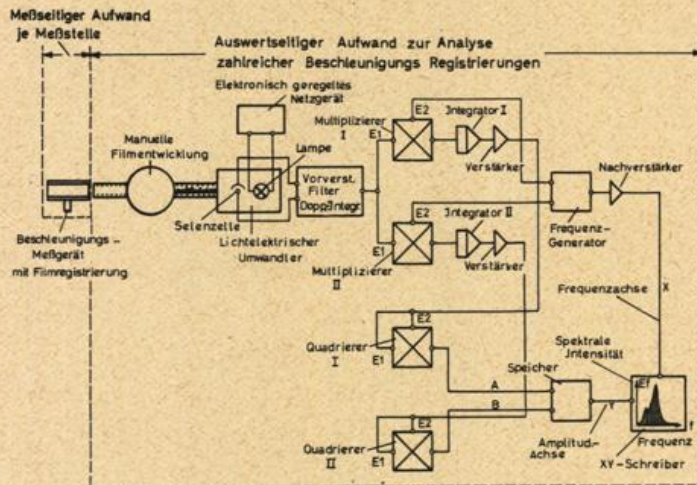 Meßseitiger Aufwand
je Meßstelle
Auswertseitiger Aufwand zur Analyse
zahlreicher Beschleunigungs Registrierungen
Elektronisch geregeltes
Netzgerät
Manuelle
Filmentwicklung
Lampe
Selenzelle
Lichtelektrischer
Umwandler
Beschleunigungs -
Meßgerät
mit Filmregistrierung
Vorverst.
Filter
Dopp-Integr.
Multiplizierer
I
E1
E2
Integrator I
Verstärker
Multiplizierer
II
E1
E2
Integrator II
Verstärker
Frequenz-
Generator
Nachverstärker
X
Frequenzachse
Quadrierer
I
E1
E2
A
Quadrierer
II
E1
E2
B
Speicher
Y
Amplitud.-
Achse
Spektrale
Intensität
Ef
f
Frequenz
XY-Schreiber